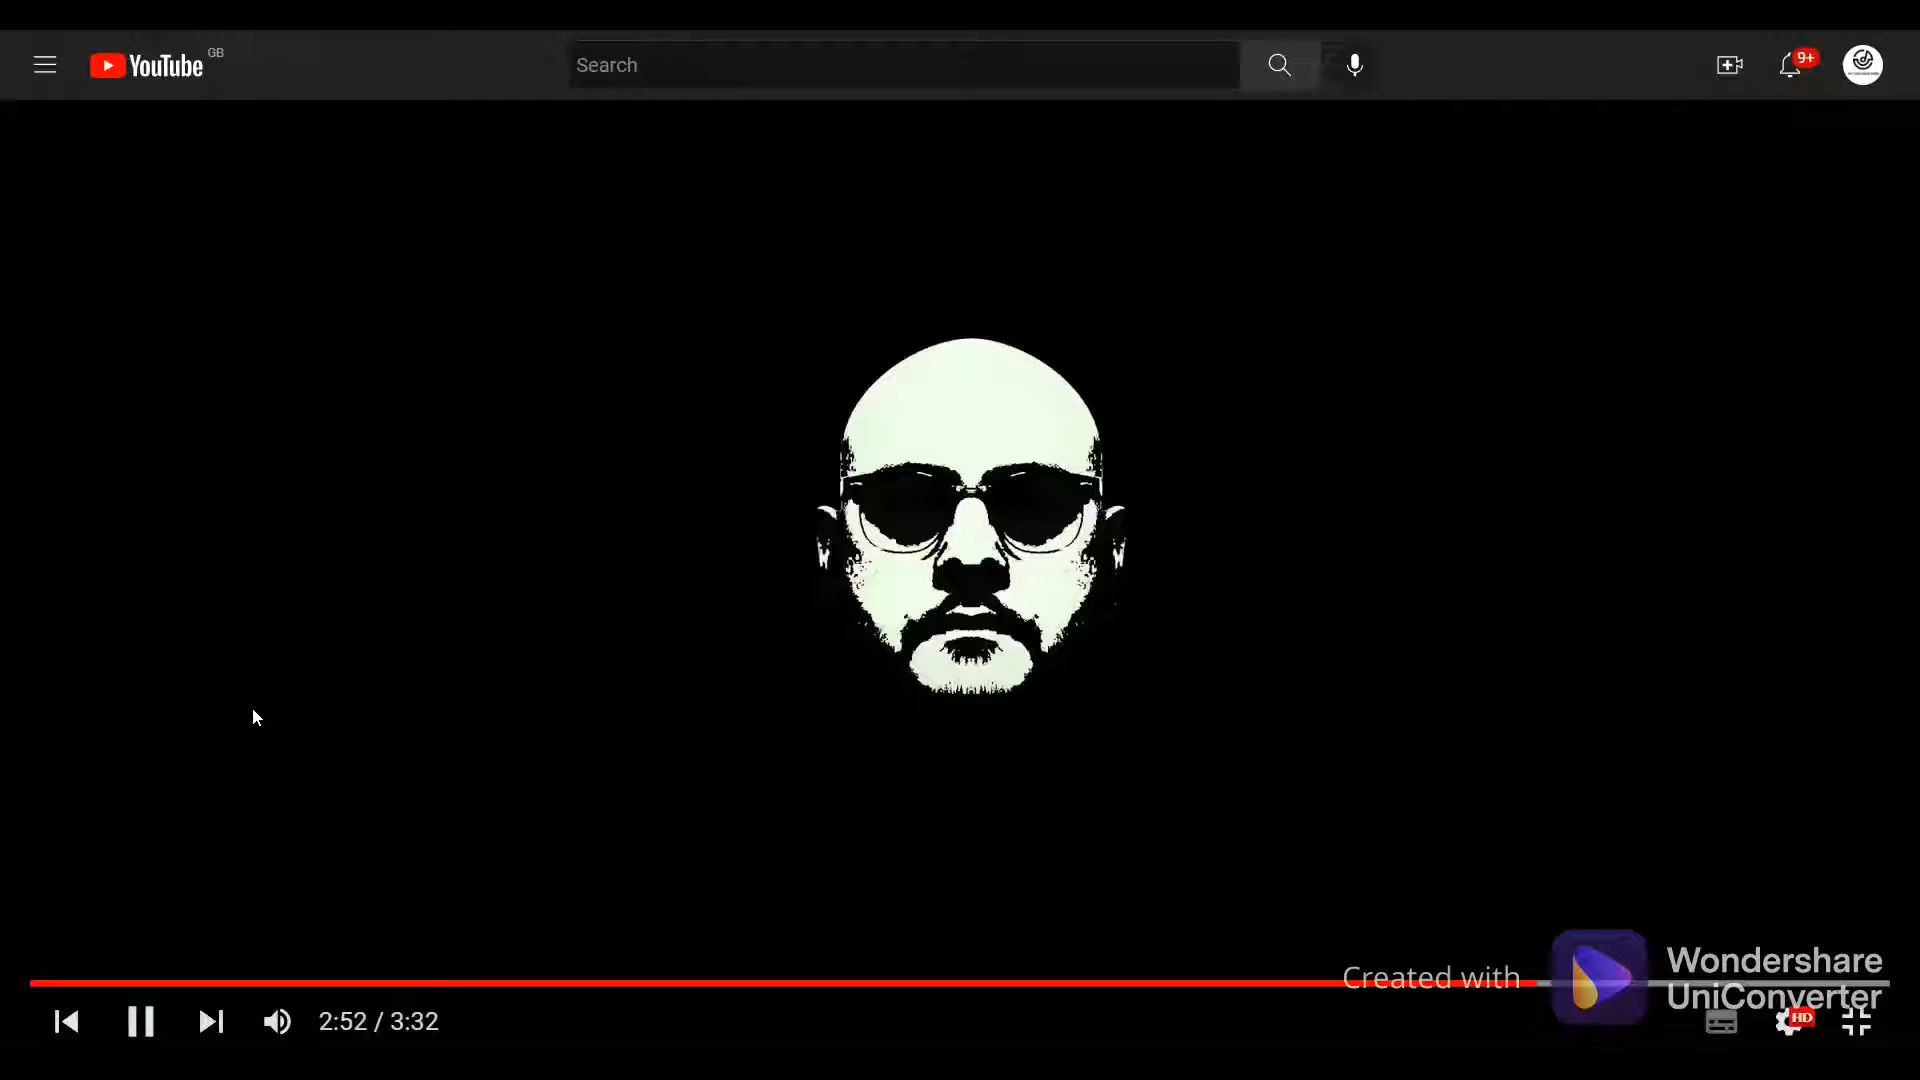 YouTube GB
Search
9+
Created with
Wondershare
UniConverter
2:52 / 3:32
HD